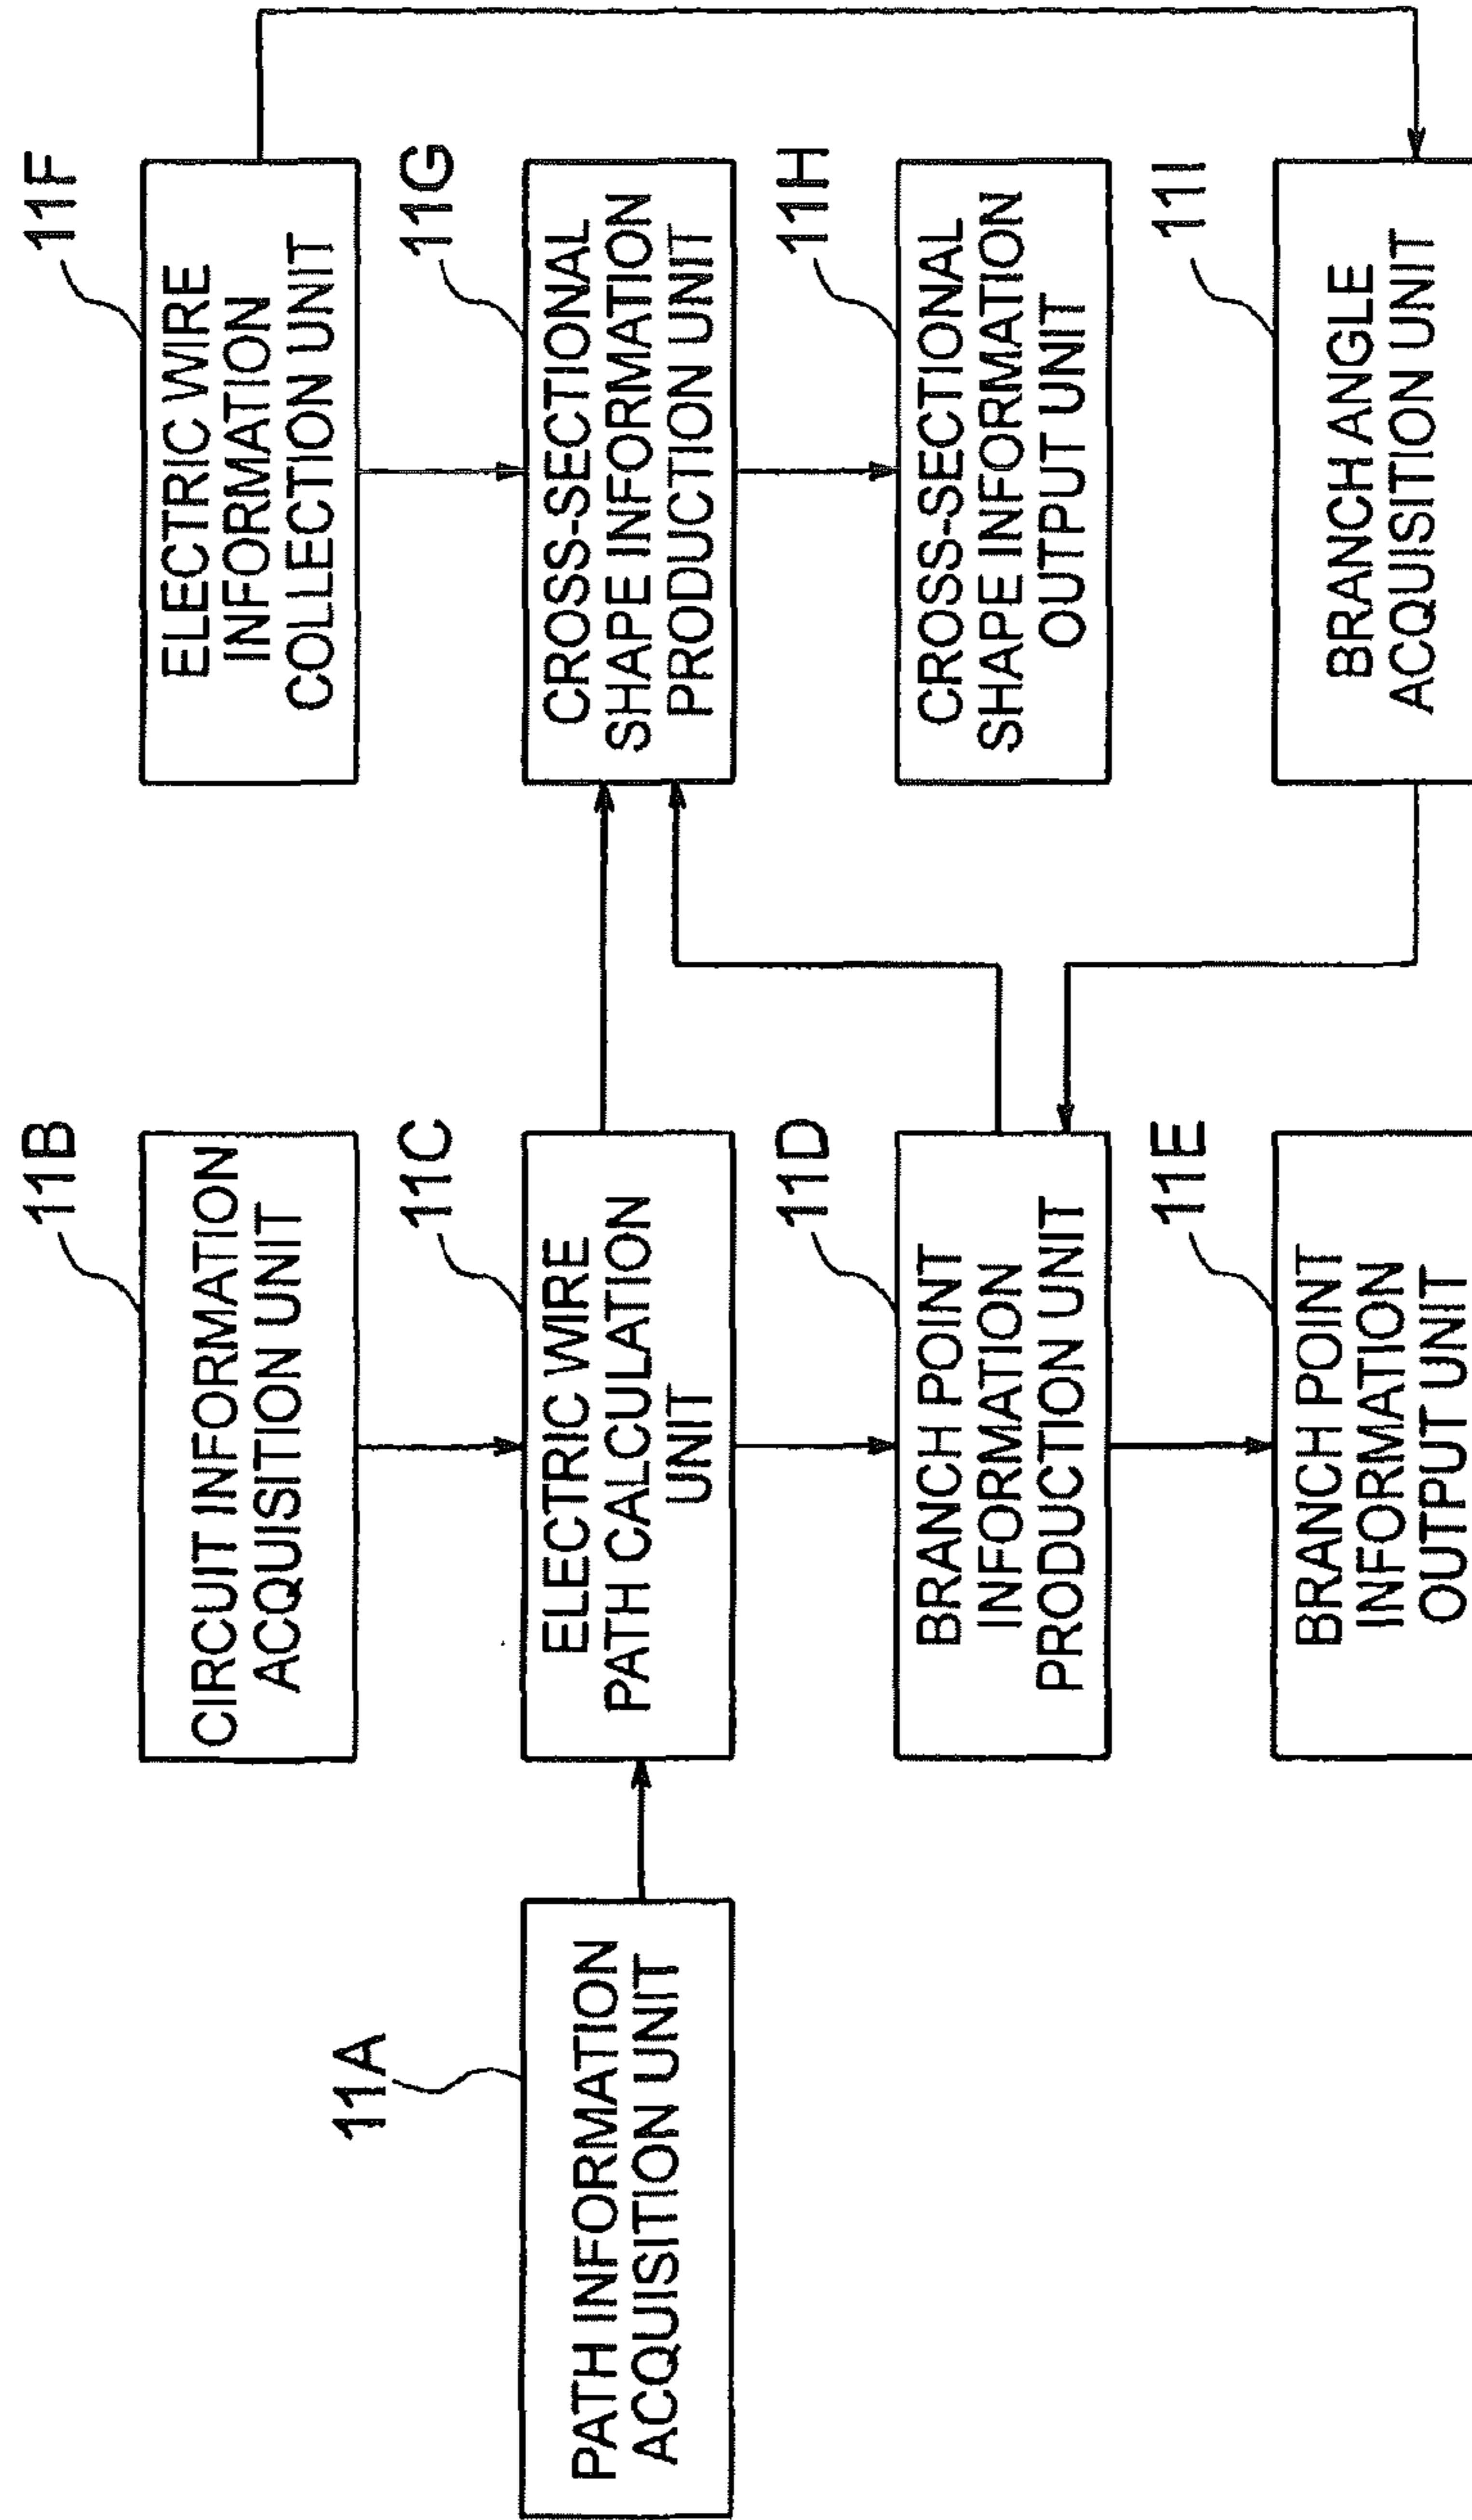 11A
PATH INFORMATION
ACQUISITION UNIT
11B
CIRCUIT INFORMATION
ACQUISITION UNIT
11C
ELECTRIC WIRE
PATH CALCULATION
UNIT
11D
BRANCH POINT
INFORMATION
PRODUCTION UNIT
11E
BRANCH POINT
INFORMATION
OUTPUT UNIT
11F
ELECTRIC WIRE
INFORMATION
COLLECTION UNIT
11G
CROSS-SECTIONAL
SHAPE INFORMATION
PRODUCTION UNIT
11H
CROSS-SECTIONAL
SHAPE INFORMATION
OUTPUT UNIT
11I
BRANCH ANGLE
ACQUISITION UNIT